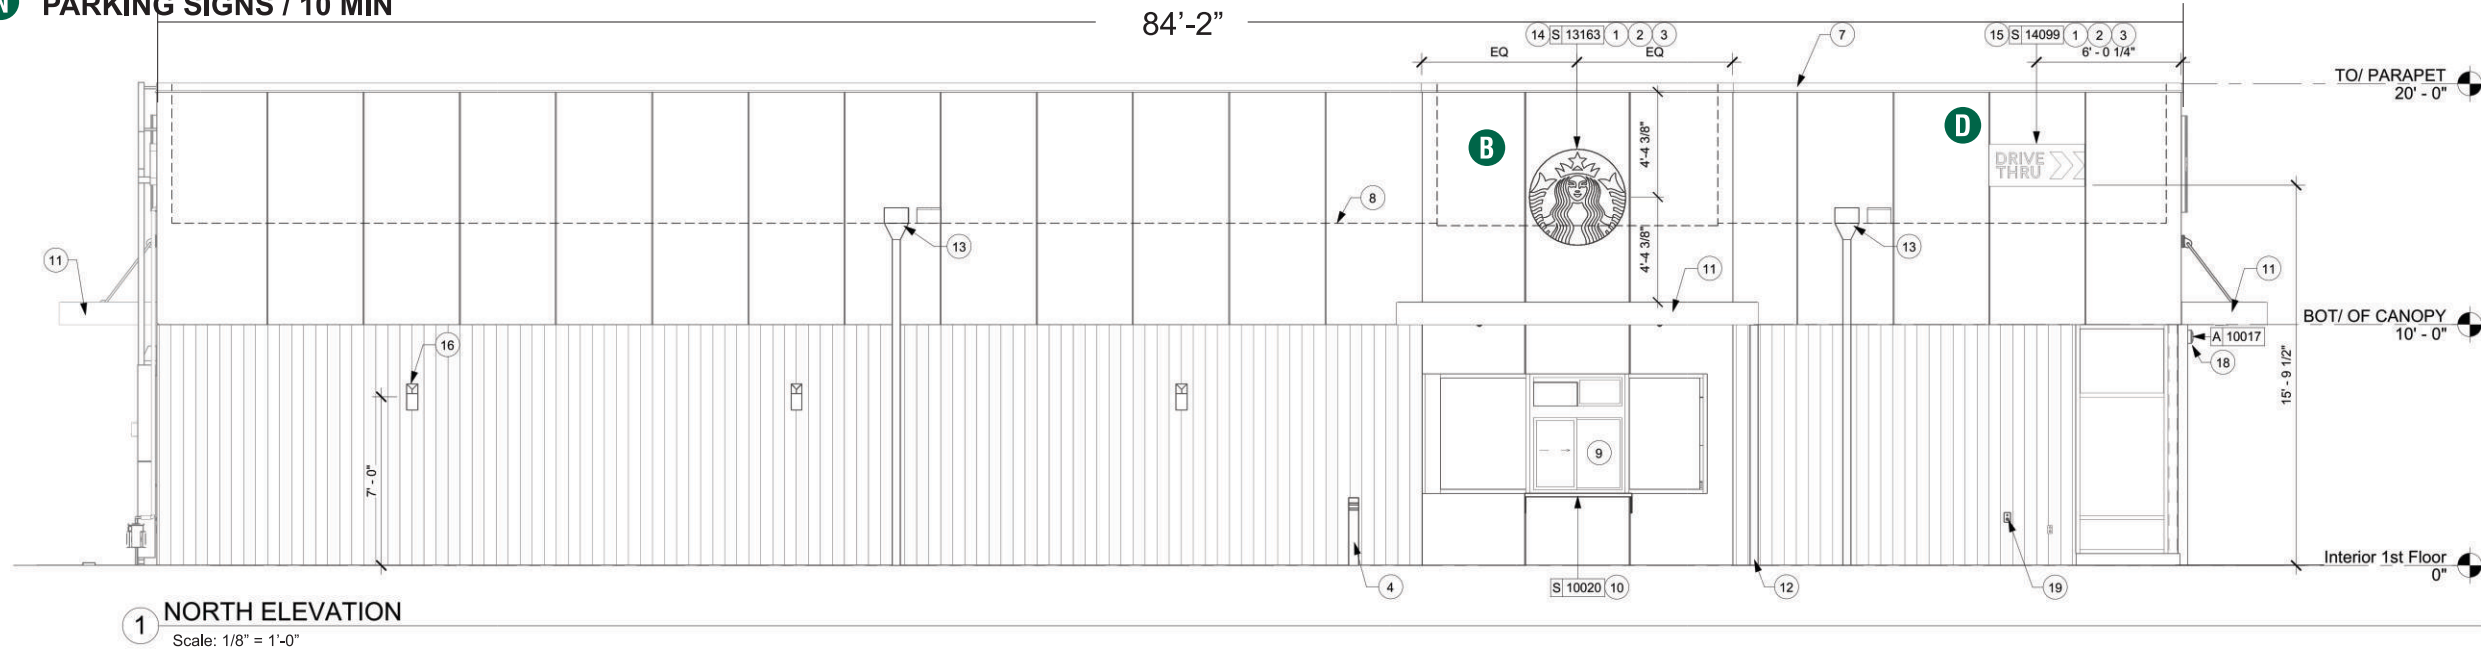 N PARKING SIGNS / 10 MIN
84’-2”
14 S 13163 1 2 3
7
15 S 14099 1 2 3
EQ EQ
6' - 0 1/4"
TO/ PARAPET
20' - 0"
B
D
4'-4 3/8"
DRIVE
THRU
8
13
13
4'-4 3/8"
11
11
11
BOT/ OF CANOPY
10' - 0"
A 10017
18
16
15' - 9 1/2"
7' - 0"
9
Interior 1st Floor
0"
4
S 10020 10
12
19
1 NORTH ELEVATION
Scale: 1/8” = 1’-0”